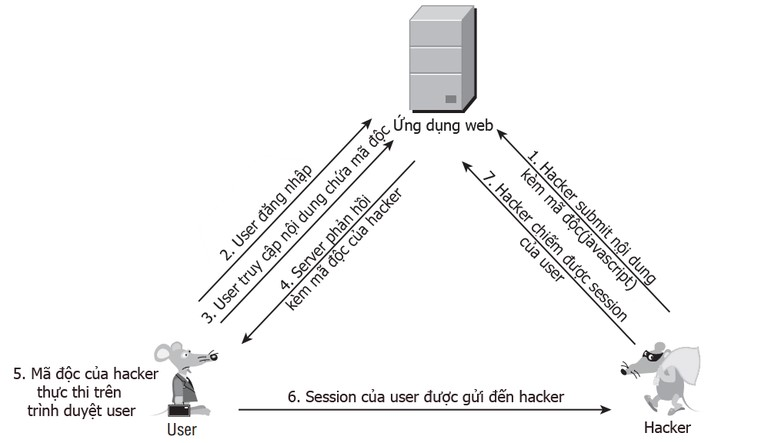 Ứng dụng web
1. Hacker submit nội dung
kèm mã độc(javascript)
2. User đăng nhập
3. User truy cập nội dung chứa mã độc
4. Server phản hồi
kèm mã độc của hacker
5. Mã độc của hacker
thực thi trên
trình duyệt user
6. Session của user được gửi đến hacker
7. Hacker chiếm được session
của user
User
Hacker